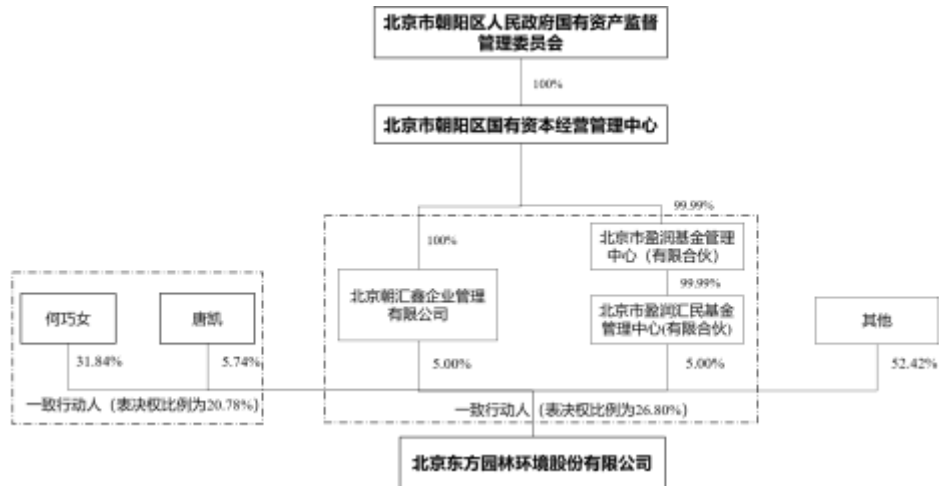 北京市朝阳区人民政府国有资产监督
管理委员会
100%
北京市朝阳区国有资本经营管理中心
99.99%
100%
北京市盈润基金管理
中心（有限合伙）
99.99%
北京朝汇鑫企业管理
有限公司
北京市盈润汇民基金
管理中心(有限合伙)
何巧女
唐凯
其他
31.84%
5.74%
5.00%
5.00%
52.42%
一致行动人（表决权比例为20.78%）
一致行动人 （表决权比例为26.80%）
北京东方园林环境股份有限公司